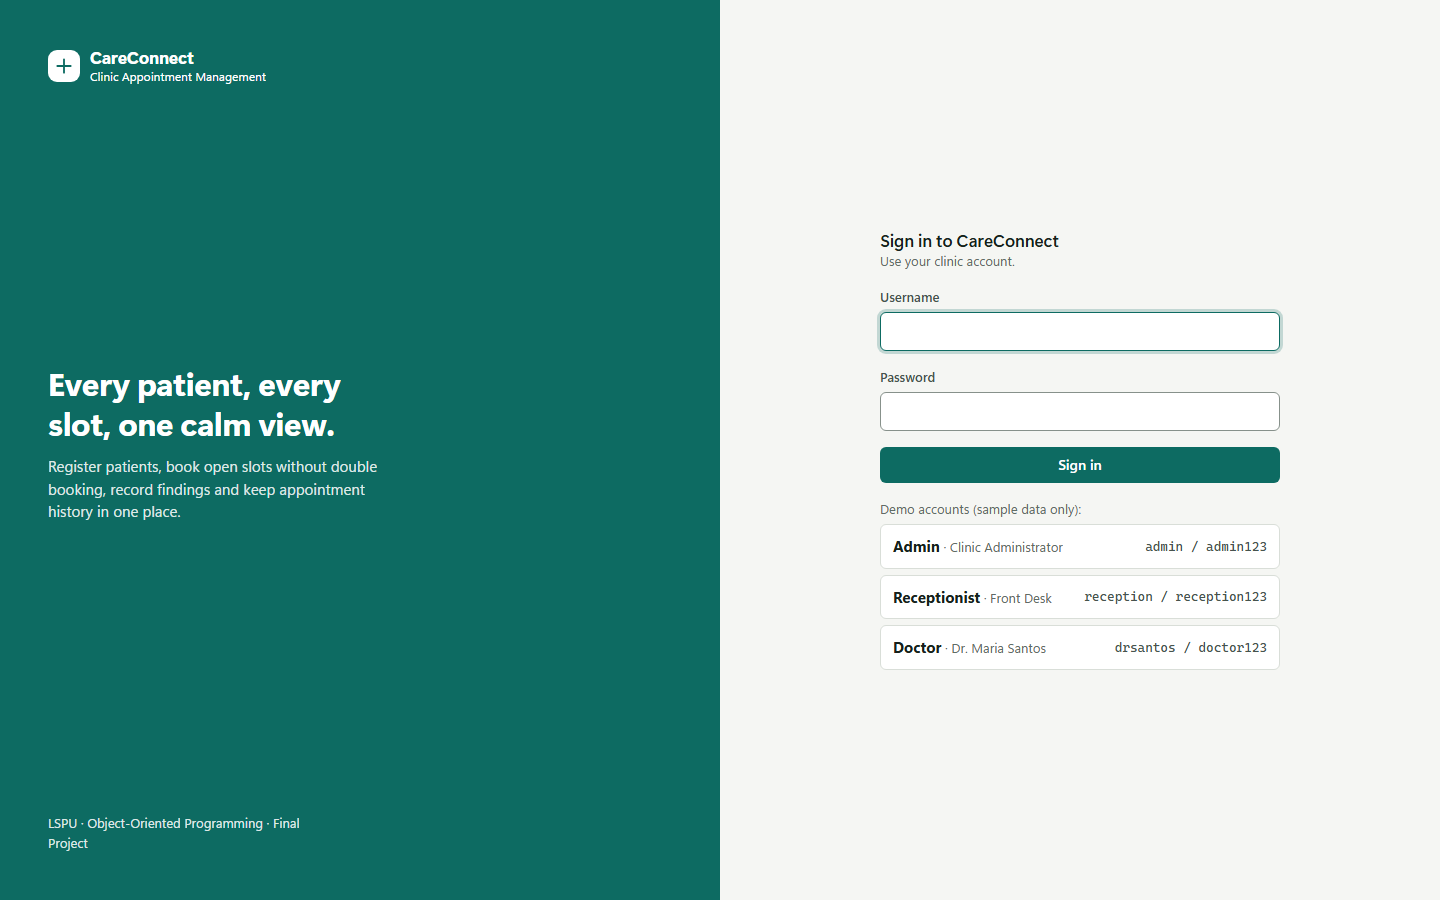 CareConnect
Clinic Appointment Management
Every patient, every
slot, one calm view.
Register patients, book open slots without double
booking, record findings and keep appointment
history in one place.
LSPU · Object-Oriented Programming · Final
Project
Sign in to CareConnect
Use your clinic account.
Username
Password
Sign in
Demo accounts (sample data only):
Admin · Clinic Administrator admin / admin123
Receptionist · Front Desk reception / reception123
Doctor · Dr. Maria Santos drsantos / doctor123